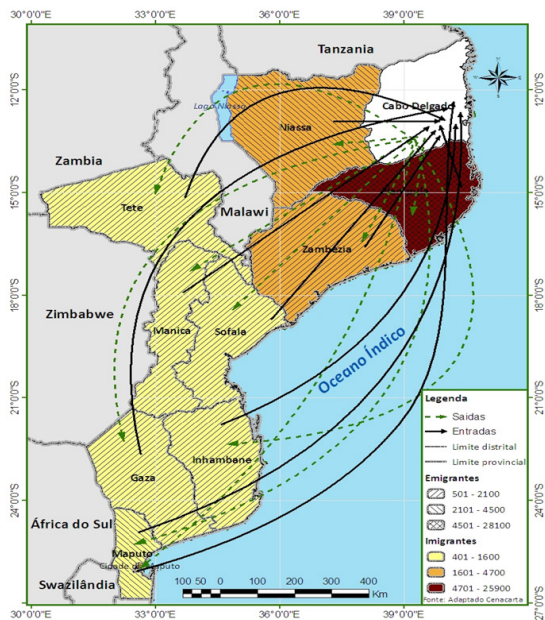 Tanzania
Cabo Delgado
Lago Niassa
Niassa
Zambia
Tete
Malawi
Zambézia
Zimbabwe
Manica
Sofala
Oceano Índico
Inhambane
Gaza
África do Sul
Maputo
Cidade de Maputo
Swazilândia
12°0'0"S
15°0'0"S
18°0'0"S
21°0'0"S
24°0'0"S
27°0'0"S
30°0'0"E
33°0'0"E
36°0'0"E
39°0'0"E
12°0'0"S
15°0'0"S
18°0'0"S
21°0'0"S
24°0'0"S
100 50 0 100 200 300 400
Km
Legenda
Saidas
Entradas
Limite distrital
Limite provincial
Emigrantes
501 - 2100
2101 - 4500
4501 - 28100
Imigrantes
401 - 1600
1601 - 4700
4701 - 25900
Fonte: Adaptado Cenacarta
30°0'0"E
33°0'0"E
36°0'0"E
39°0'0"E
27°0'0"S